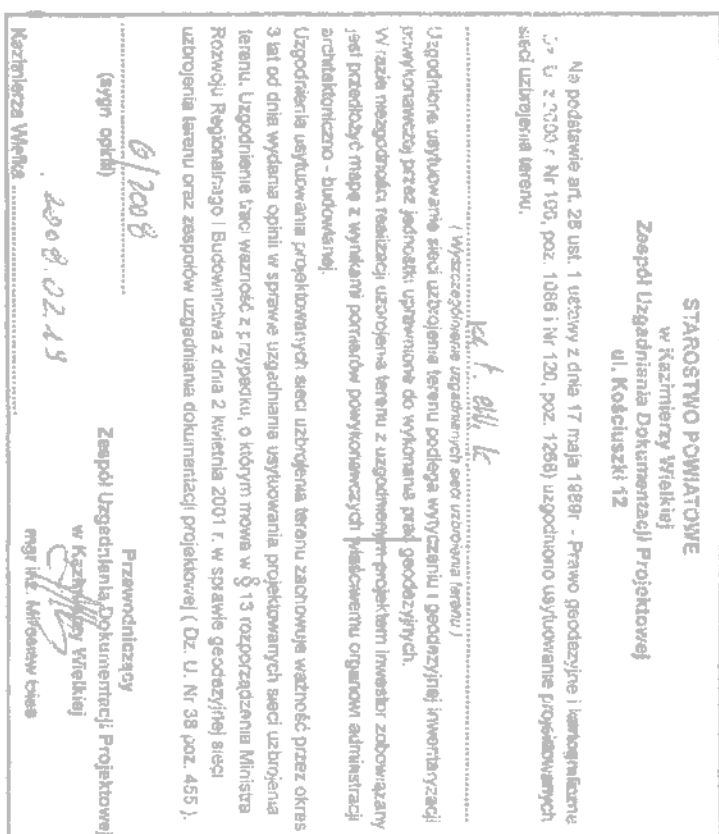 STAROSTWO POWIATOWE
w Kazimierzy Wielkiej
Zespół Uzgadniania Dokumentacji Projektowej
ul. Kościuszki 12
Na podstawie art. 28 ust. 1 ustawy z dnia 17 maja 1989r - Prawo geodezyjne i kartograficzne
U z 2000 r Nr 100, poz. 1086 i Nr 120, poz. 1268) uzgodniono usytuowanie projektowanych
sieci uzbrojenia terenu.
( Wyszczególnienie uzgadnianych sieci uzbrojenia terenu )
Uzgodnione usytuowanie sieci uzbrojenia terenu podlega wytyczeniu i geodezyjnej inwentaryzacji
powykonawczej przez jednostki uprawnione do wykonania prac geodezyjnych.
W razie niezgodności realizacji uzbrojenia terenu z uzgodnionym projektem inwestor zobowiązany
jest przedłożyć mapę z wynikami pomiarów powykonawczych właściwemu organowi administracji
architektoniczno - budowlanej.
Uzgodnienia usytuowania projektowanych sieci uzbrojenia terenu zachowuje ważność przez okres
3 lat od dnia wydania opinii w sprawie uzgadniania usytuowania projektowanych sieci uzbrojenia
terenu. Uzgodnienie traci ważność z przypadku, o którym mowa w § 13 rozporządzenia Ministra
Rozwoju Regionalnego i Budownictwa z dnia 2 kwietnia 2001 r. w sprawie geodezyjnej sieci
uzbrojenia terenu oraz zespołów uzgadniania dokumentacji projektowej ( Dz. U. Nr 38 poz. 455 ).
6/2008
(sygn opinii)
Przewodniczący
Zespół Uzgadniania Dokumentacji Projektowej
w Kazimierzy Wielkiej
mgr inż.
2008.02.19
Kazimierza Wielka